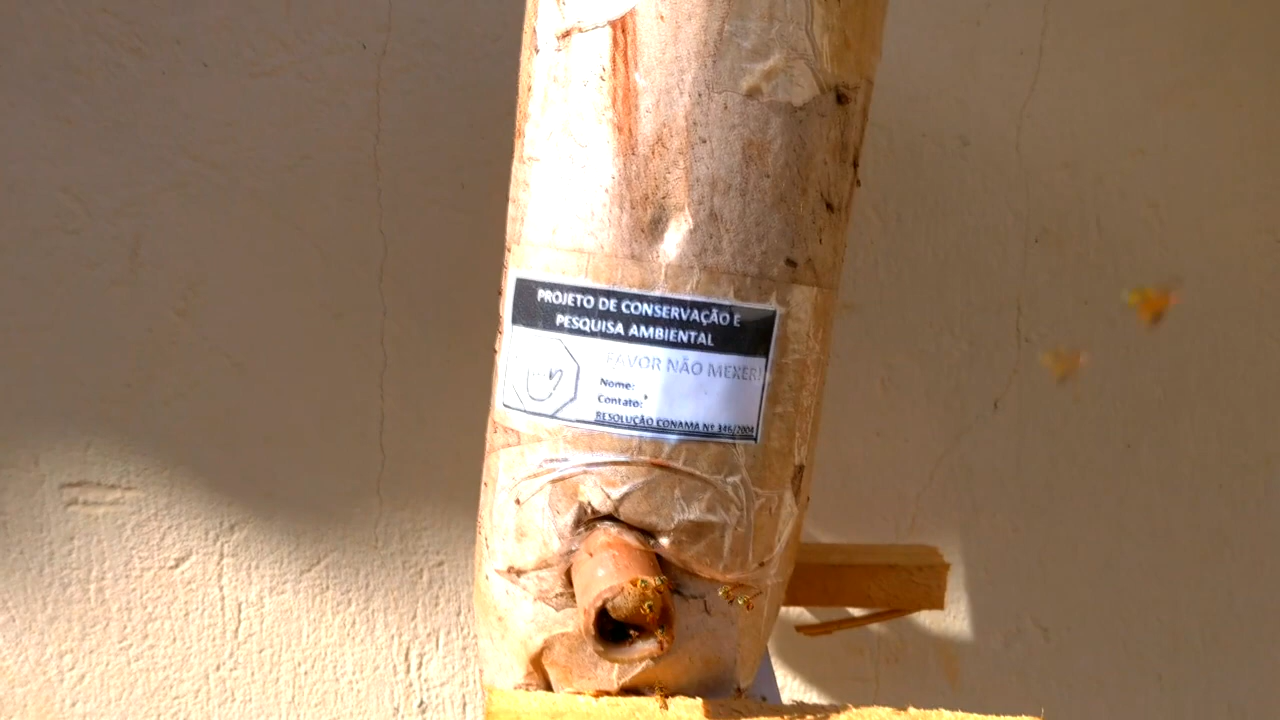 PROJETO DE CONSERVAÇÃO E
PESQUISA AMBIENTAL
FAVOR NÃO MEXER!
Nome:
Contato:
RESOLUÇÃO CONAMA Nº 346/2004